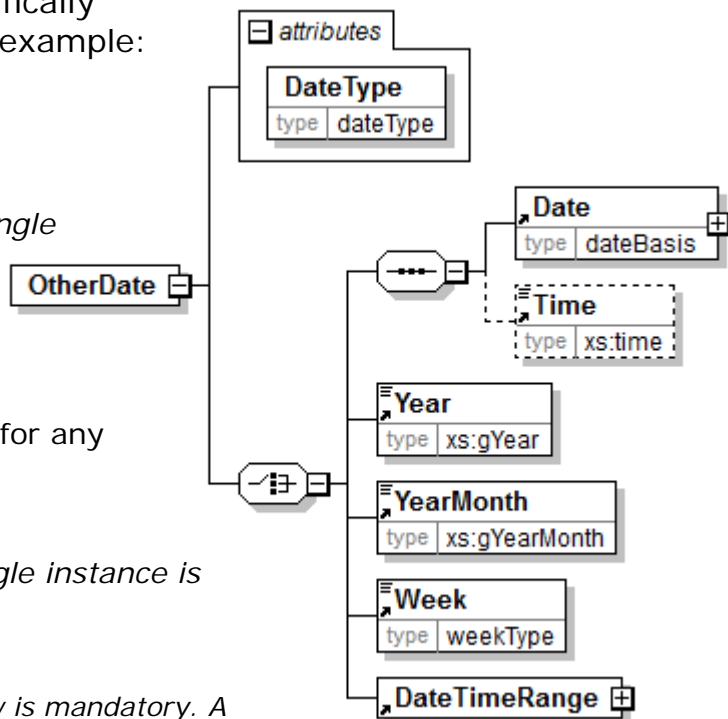 example:
attributes
DateType
type dateType
ngle
Date
type dateBasis
OtherDate
Time
type xs:time
Year
type xs:gYear
for any
YearMonth
type xs:gYearMonth
gle instance is
Week
type weekType
DateTimeRange
is mandatory. A